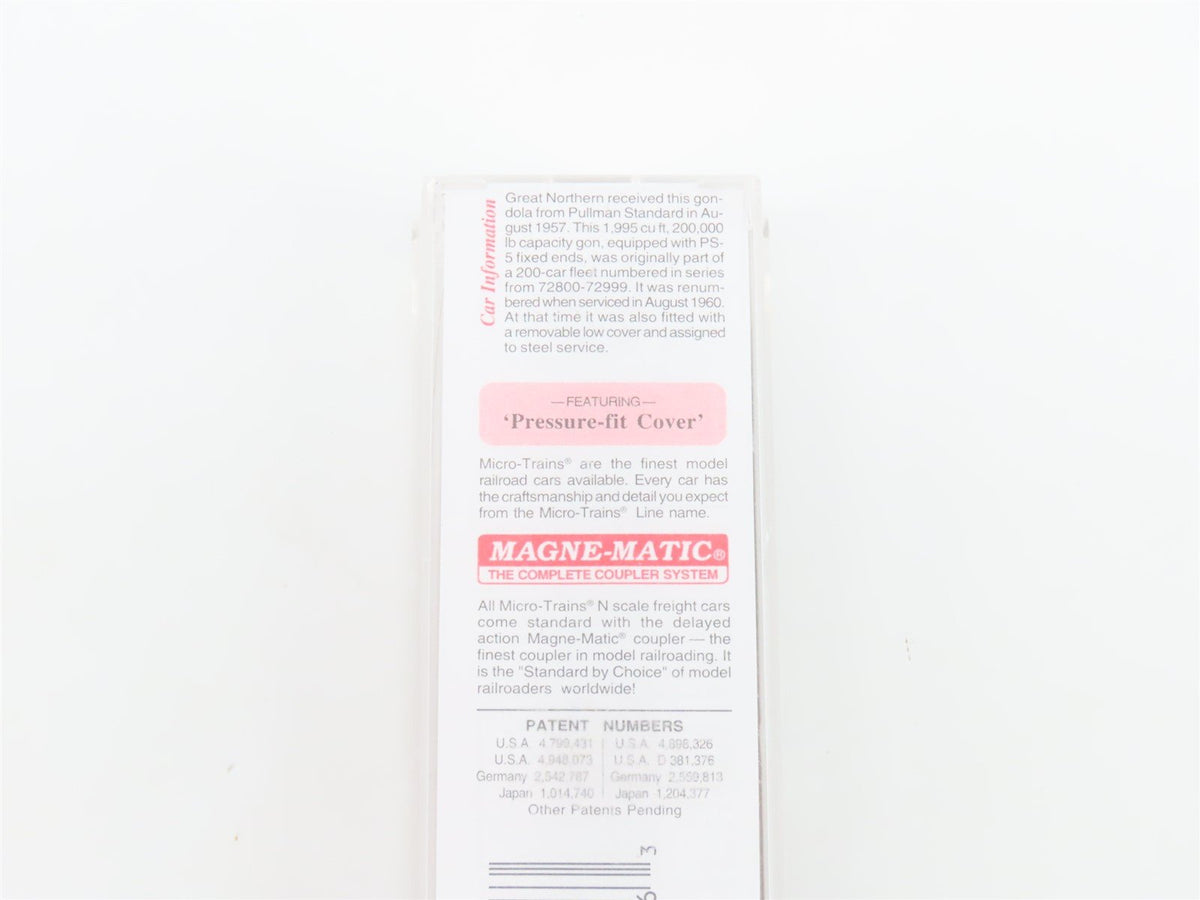 Car Information
Great Northern received this gon-
dola from Pullman Standard in Au-
gust 1957. This 1,995 cu ft, 200,000
lb capacity gon, equipped with PS-
5 fixed ends, was originally part of
a 200-car fleet numbered in series
from 72800-72999. It was renum-
bered when serviced in August 1960.
At that time it was also fitted with
a removable low cover and assigned
to steel service.
—FEATURING—
‘Pressure-fit Cover’
Micro-Trains® are the finest model
railroad cars available. Every car has
the craftsmanship and detail you expect
from the Micro-Trains® Line name.
MAGNE-MATIC®
THE COMPLETE COUPLER SYSTEM
All Micro-Trains® N scale freight cars
come standard with the delayed
action Magne-Matic® coupler — the
finest coupler in model railroading. It
is the "Standard by Choice" of model
railroaders worldwide!
PATENT NUMBERS
U.S.A. 4,799,431 | U.S.A. 4,898,326
U.S.A. 4,948,073 | U.S.A. D 381,376
Germany 2,542,787 | Germany 2,559,813
Japan 1,014,740 | Japan 1,204,377
Other Patents Pending
3
6